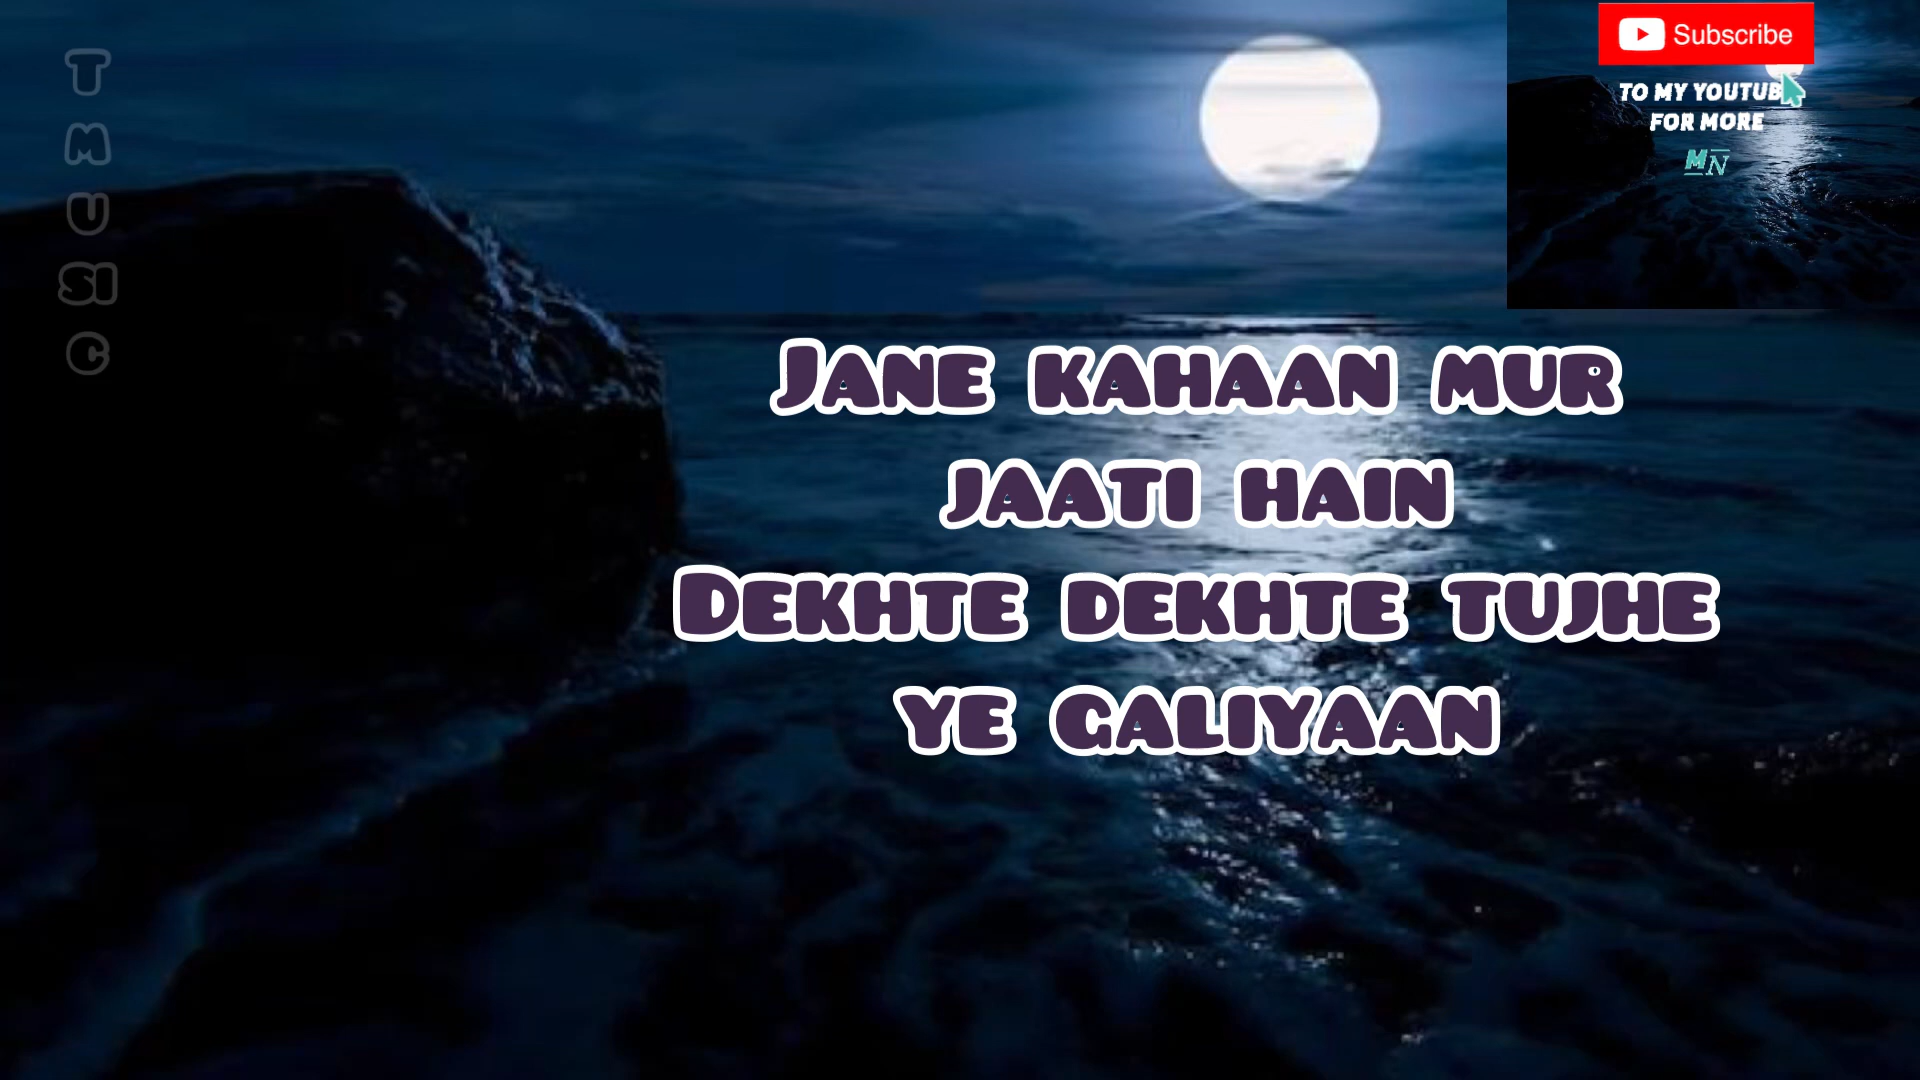 T
M
U
SI
C
Subscribe
TO MY YOUTUB
FOR MORE
MN
JANE KAHAAN MUR
JAATI HAIN
DEKHTE DEKHTE TUJHE
YE GALIYAAN